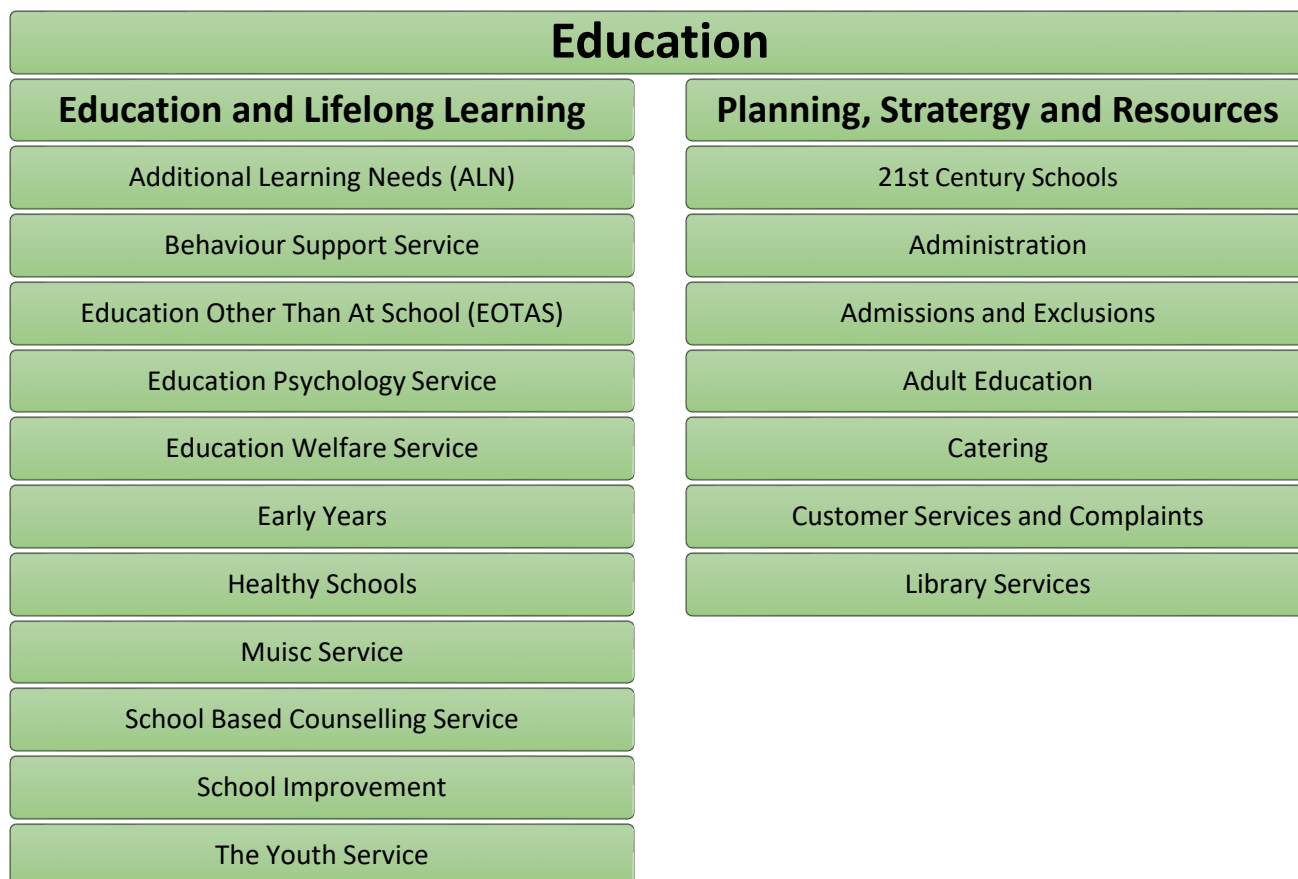 Education
Education and Lifelong Learning
Additional Learning Needs (ALN)
Behaviour Support Service
Education Other Than At School (EOTAS)
Education Psychology Service
Education Welfare Service
Early Years
Healthy Schools
Muisc Service
School Based Counselling Service
School Improvement
The Youth Service
Planning, Stratergy and Resources
21st Century Schools
Administration
Admissions and Exclusions
Adult Education
Catering
Customer Services and Complaints
Library Services